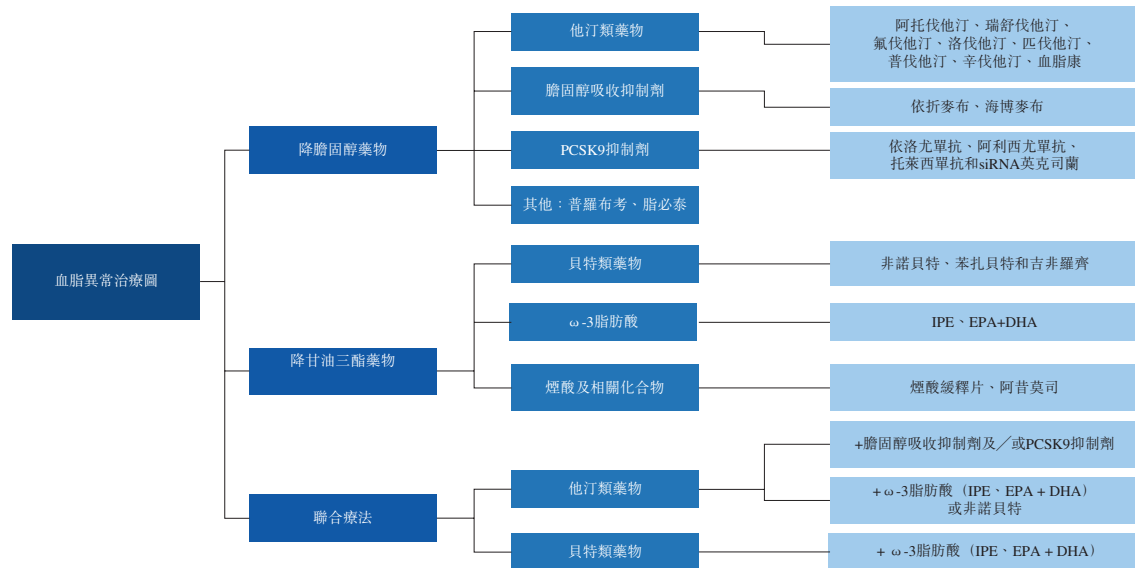 血脂異常治療圖
降膽固醇藥物
他汀類藥物
阿托伐他汀、瑞舒伐他汀、
氟伐他汀、洛伐他汀、匹伐他汀、
普伐他汀、辛伐他汀、血脂康
膽固醇吸收抑制劑
依折麥布、海博麥布
PCSK9抑制劑
依洛尤單抗、阿利西尤單抗、
托萊西單抗和siRNA英克司蘭
其他：普羅布考、脂必泰
降甘油三酯藥物
貝特類藥物
非諾貝特、苯扎貝特和吉非羅齊
ω-3脂肪酸
IPE、EPA+DHA
煙酸及相關化合物
煙酸緩釋片、阿昔莫司
聯合療法
他汀類藥物
+膽固醇吸收抑制劑及／或PCSK9抑制劑
+ ω-3脂肪酸（IPE、EPA + DHA）
或非諾貝特
貝特類藥物
+ ω-3脂肪酸（IPE、EPA + DHA）